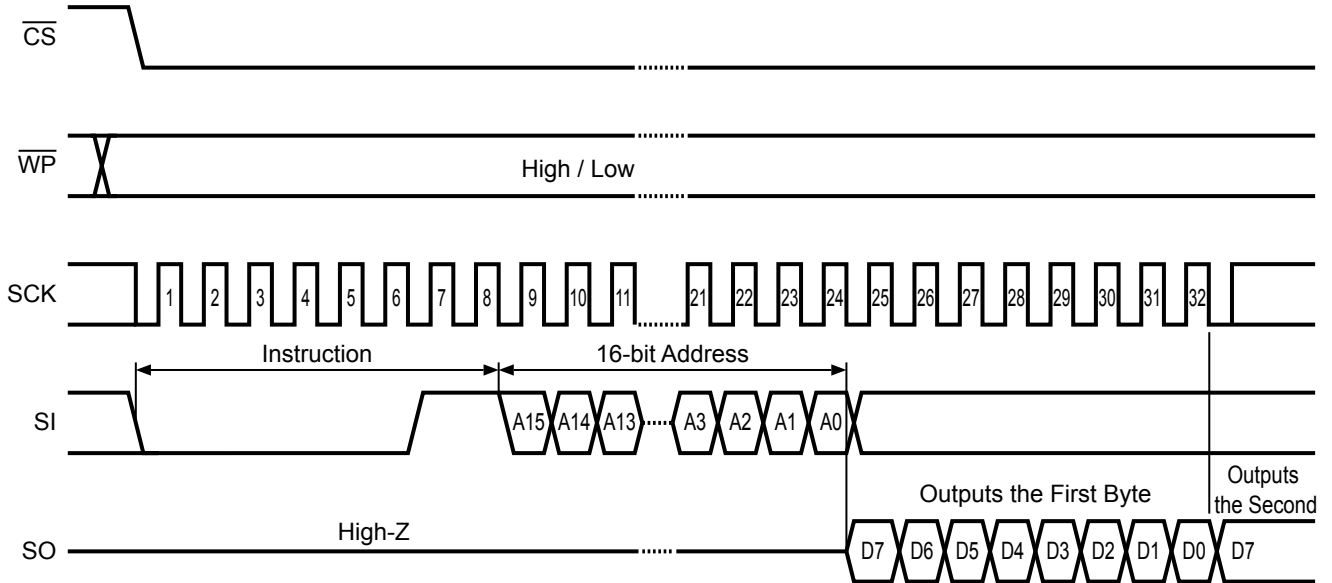 CS
WP
High / Low
SCK
1 2 3 4 5 6 7 8 9 10 11 21 22 23 24 25 26 27 28 29 30 31 32
Instruction
16-bit Address
SI
A15 A14 A13 A3 A2 A1 A0
Outputs the First Byte
Outputs
the Second
SO
High-Z
D7 D6 D5 D4 D3 D2 D1 D0 D7